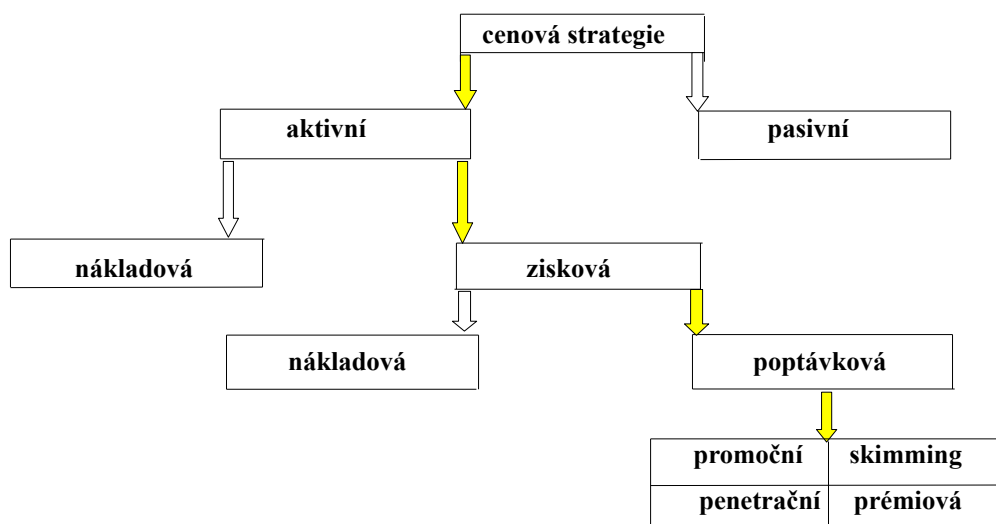 cenová strategie
aktivní
pasivní
nákladová
zisková
nákladová
poptávková
promoční skimming
penetrační prémiová